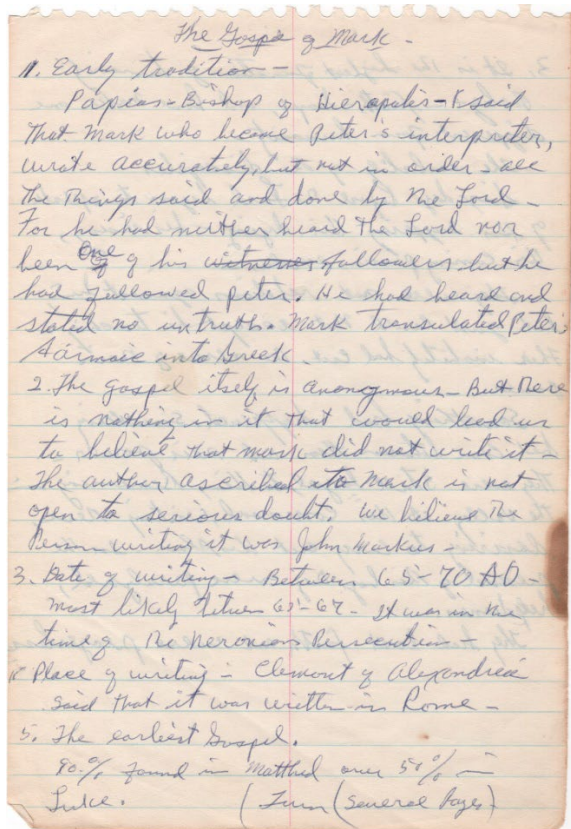 The Gospel of Mark -
1. Early tradition -
Papias - Bishop of Hierapolis - said
That Mark who became Peter's interpreter,
wrote accurately, but not in order - all
the things said and done by the Lord -
For he had neither heard the Lord nor
been one of his witnesses followers but he
had followed peter. He had heard and
stated no untruth. Mark translated Peter's
into Greek.
2. The gospel itself is anonymous - But there
is nothing in it that would lead us
to believe that mark did not write it -
The author ascribed to Mark is not
open to serious doubt. We believe the
Person writing it was John
3. Date of writing - Between 65-70 AD -
most likely 65-67 - It was in the
time of the Neronian Persecution -
Place of writing - Clemont of Alexandria
said that it was written in Rome -
5. The earliest Gospel.
90.% found in over 50% in
Luke. (Turn (Several Pages)